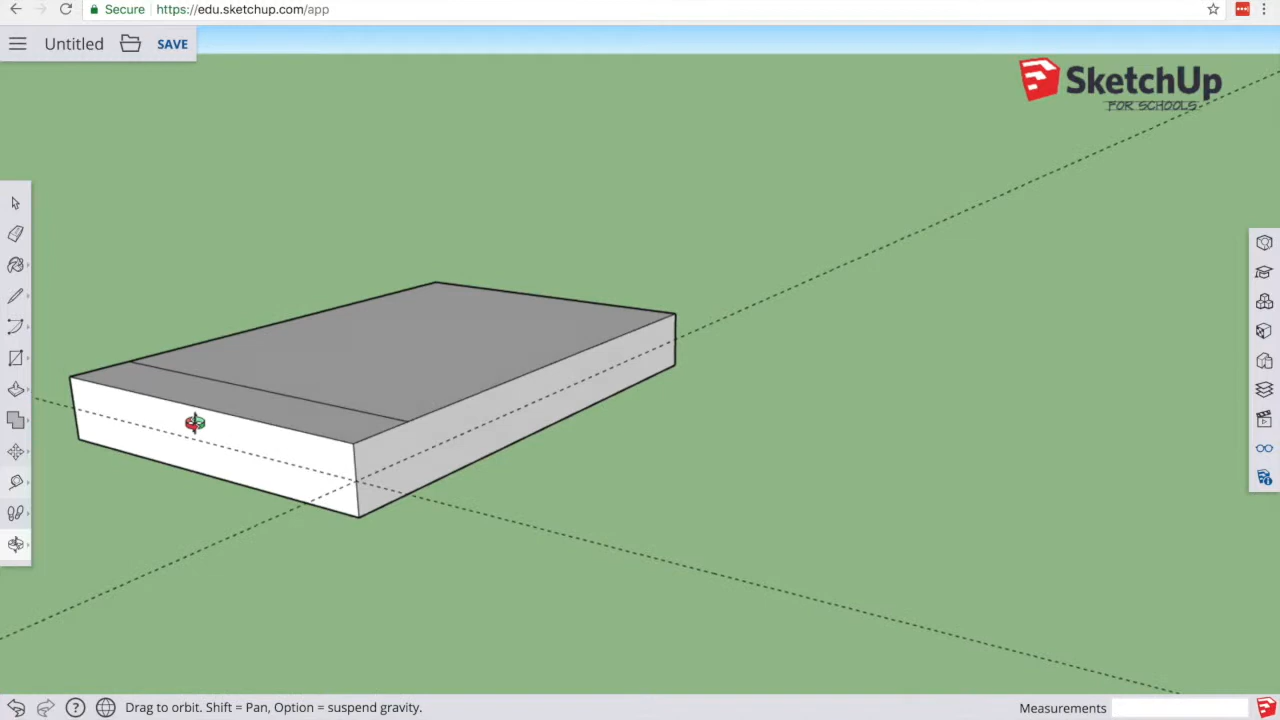 Secure https://edu.sketchup.com/app
Untitled SAVE
SketchUp
FOR SCHOOLS
Drag to orbit. Shift = Pan, Option = suspend gravity.
Measurements